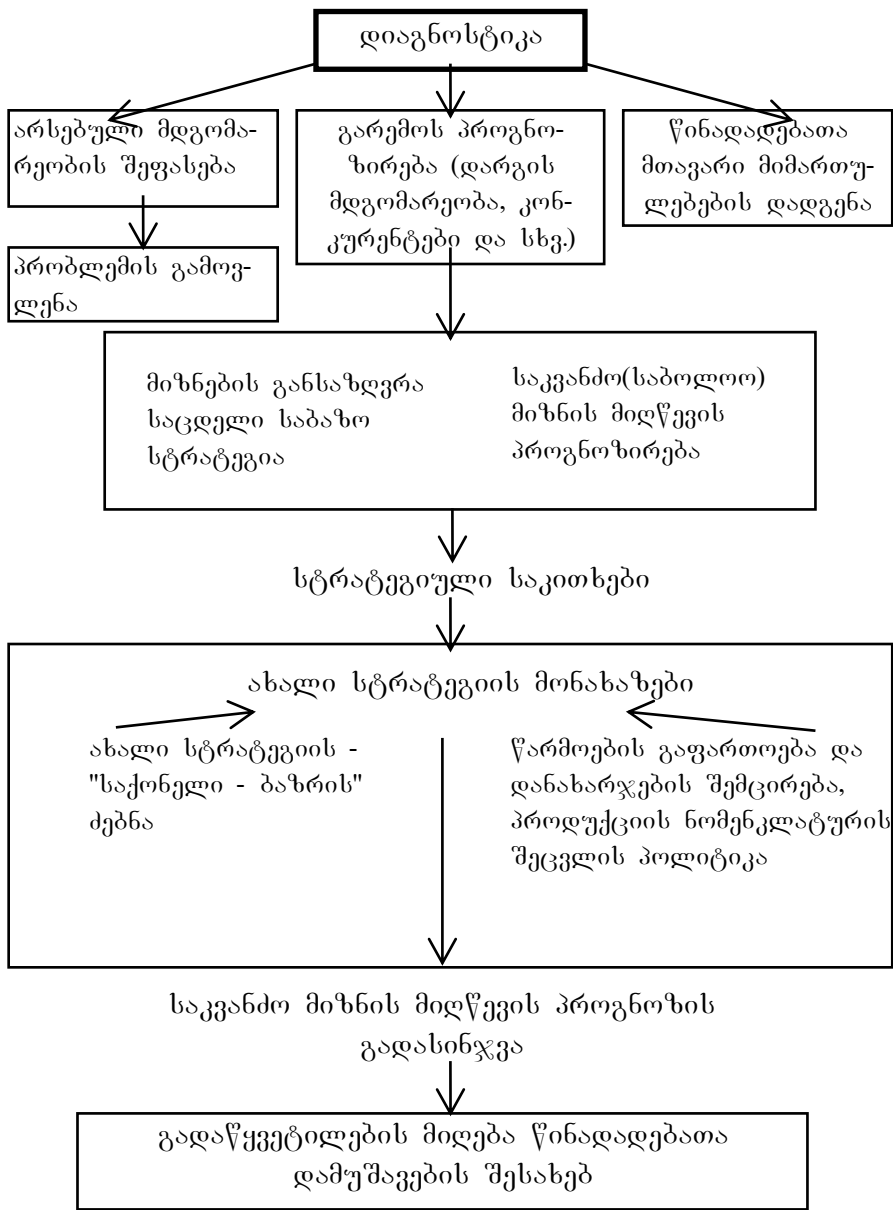 დიაგნოსტიკა
არსებული მდგომა-
რეობის შეფასება
გარემოს პროგნო-
ზირება (დარგის
მდგომარეობა, კონ-
კურენტები და სხვ.)
წინადადებათა
მთავარი მიმართუ-
ლებების დადგენა
პრობლემის გამოვ-
ლენა
მიზნების განსაზღვრა
საცდელი საბაზო
სტრატეგია
საკვანძო(საბოლოო)
მიზნის მიღწევის
პროგნოზირება
სტრატეგიული საკითხები
ახალი სტრატეგიის მონახაზები
ახალი სტრატეგიის -
"საქონელი - ბაზრის"
ძებნა
წარმოების გაფართოება და
დანახარჯების შემცირება,
პროდუქციის ნომენკლატურის
შეცვლის პოლიტიკა
საკვანძო მიზნის მიღწევის პროგნოზის
გადასინჯვა
გადაწყვეტილების მიღება წინადადებათა
დამუშავების შესახებ